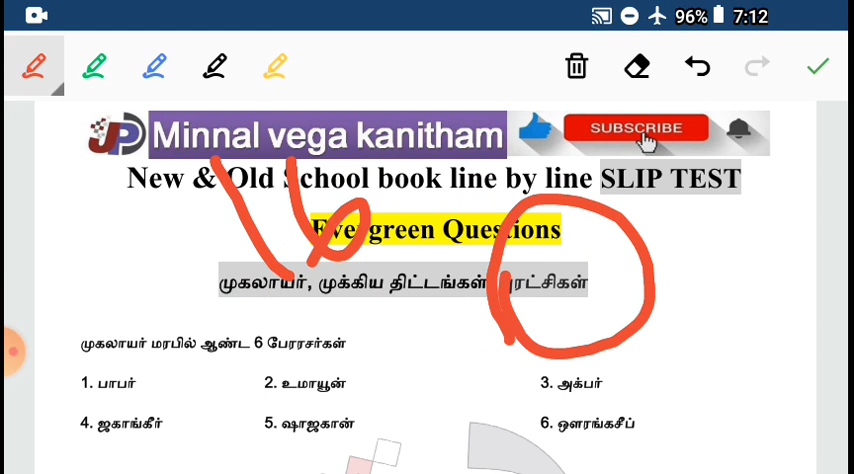 96% 7:12
JP Minnal vega kanitham SUBSCRIBE
New & Old School book line by line SLIP TEST
Evergreen Questions
முகலாயர், முக்கிய திட்டங்கள் புரட்சிகள்
16
முகலாயர் மரபில் ஆண்ட 6 பேரரசர்கள்
1. பாபர் 2. உமாயூன் 3. அக்பர்
4. ஜகாங்கீர் 5. ஷாஜகான் 6. ஔரங்கசீப்